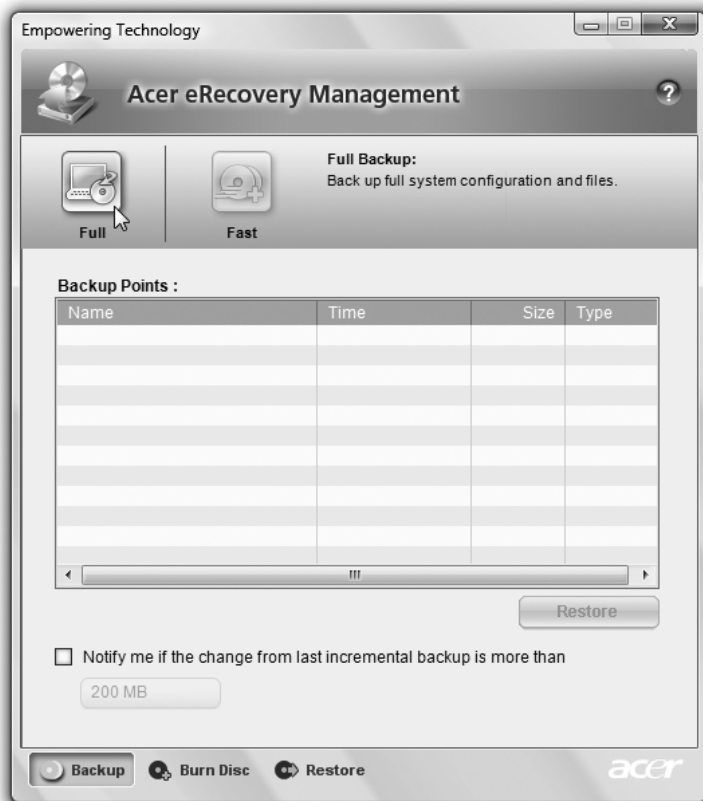 Empowering Technology
Acer eRecovery Management
?
Full
Fast
Full Backup:
Back up full system configuration and files.
Backup Points :
Name Time Size Type
Restore
Notify me if the change from last incremental backup is more than
200 MB
Backup Burn Disc Restore
acer